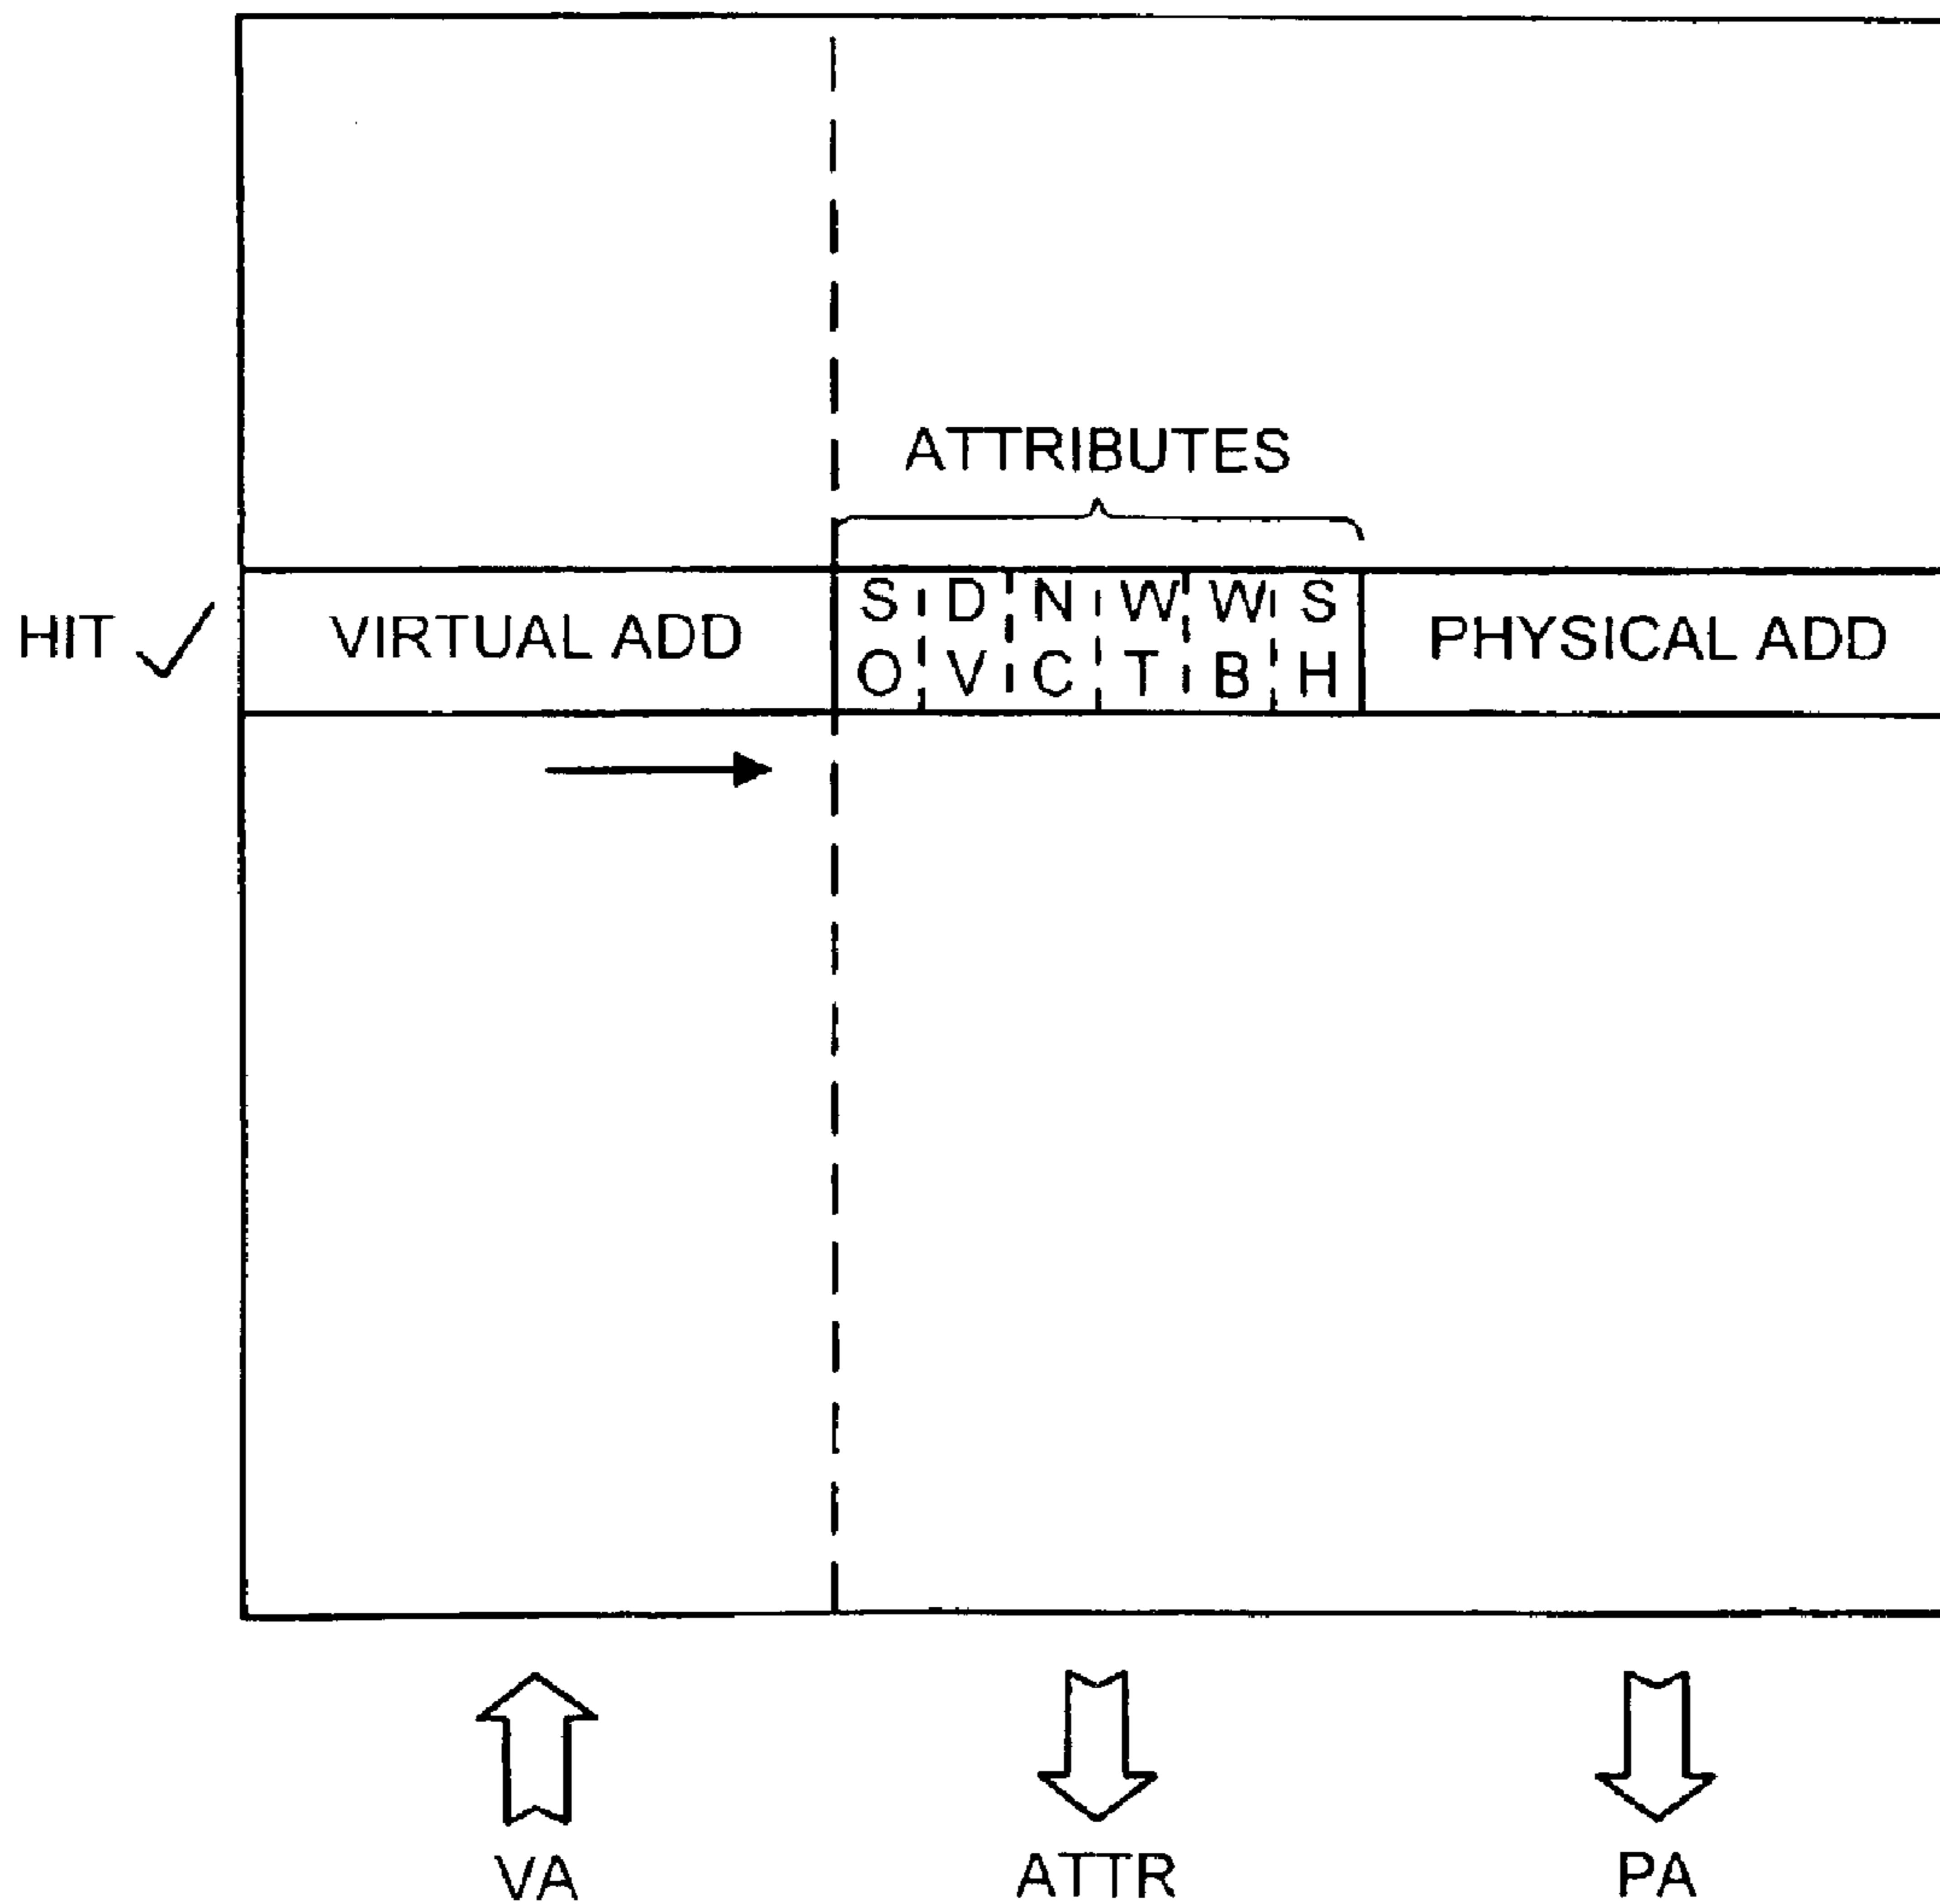 ATTRIBUTES
HIT VIRTUAL ADD S D N W W S PHYSICAL ADD
O V C T B H
VA ATTR PA